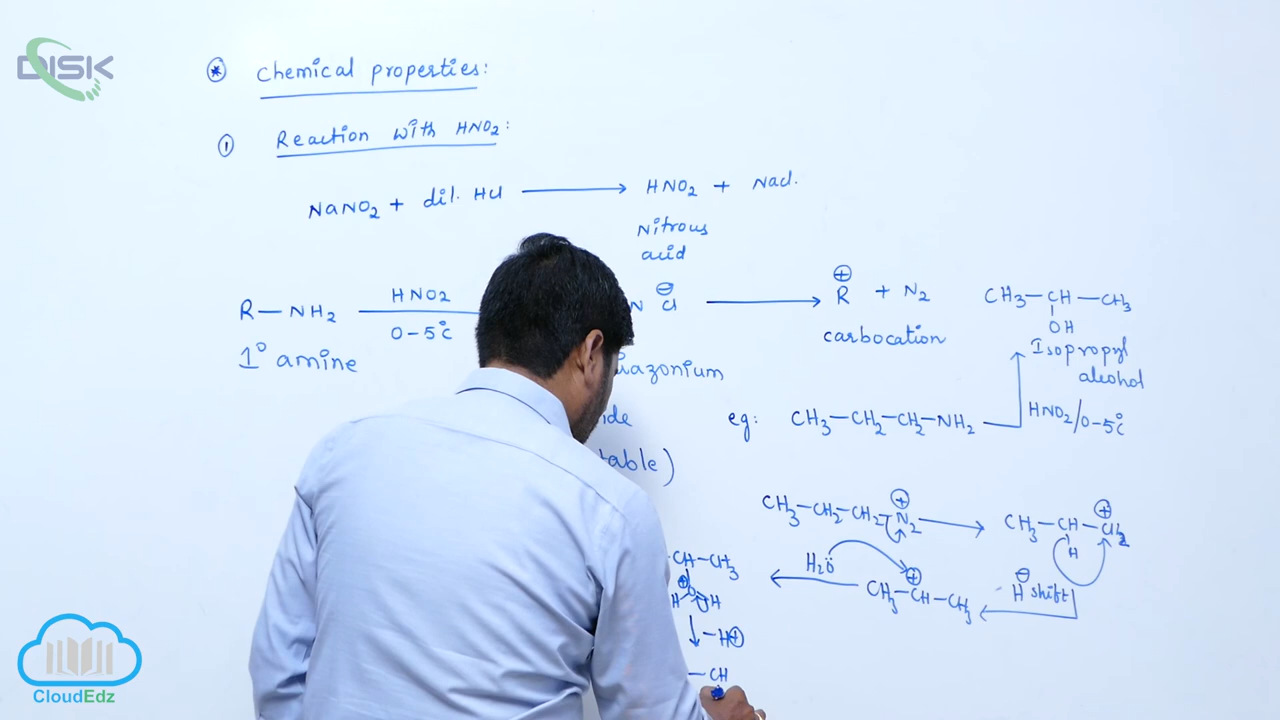 DISK
* Chemical properties:
1 Reaction with HNO2:
NaNO2 + dil. HCl ⟶ HNO2 + Nacl.
Nitrous
acid
R—NH2 HNO2 0-5°c
N Cl⊖ ⟶ R⊕ + N2
1° amine
carbocation
CH3—CH—CH3
OH
Isopropyl
alcohol
HNO2/0-5°c
eg: CH3—CH2—CH2—NH2
CH3—CH2—CH2—N2⊕ ⟶ CH3—CH—CH2⊕
H
H⊖ shift
CH3—CH⊕—CH3
H2O
CH—CH3
⊕O
H H
↓ —H⊕
—CH
CloudEdz